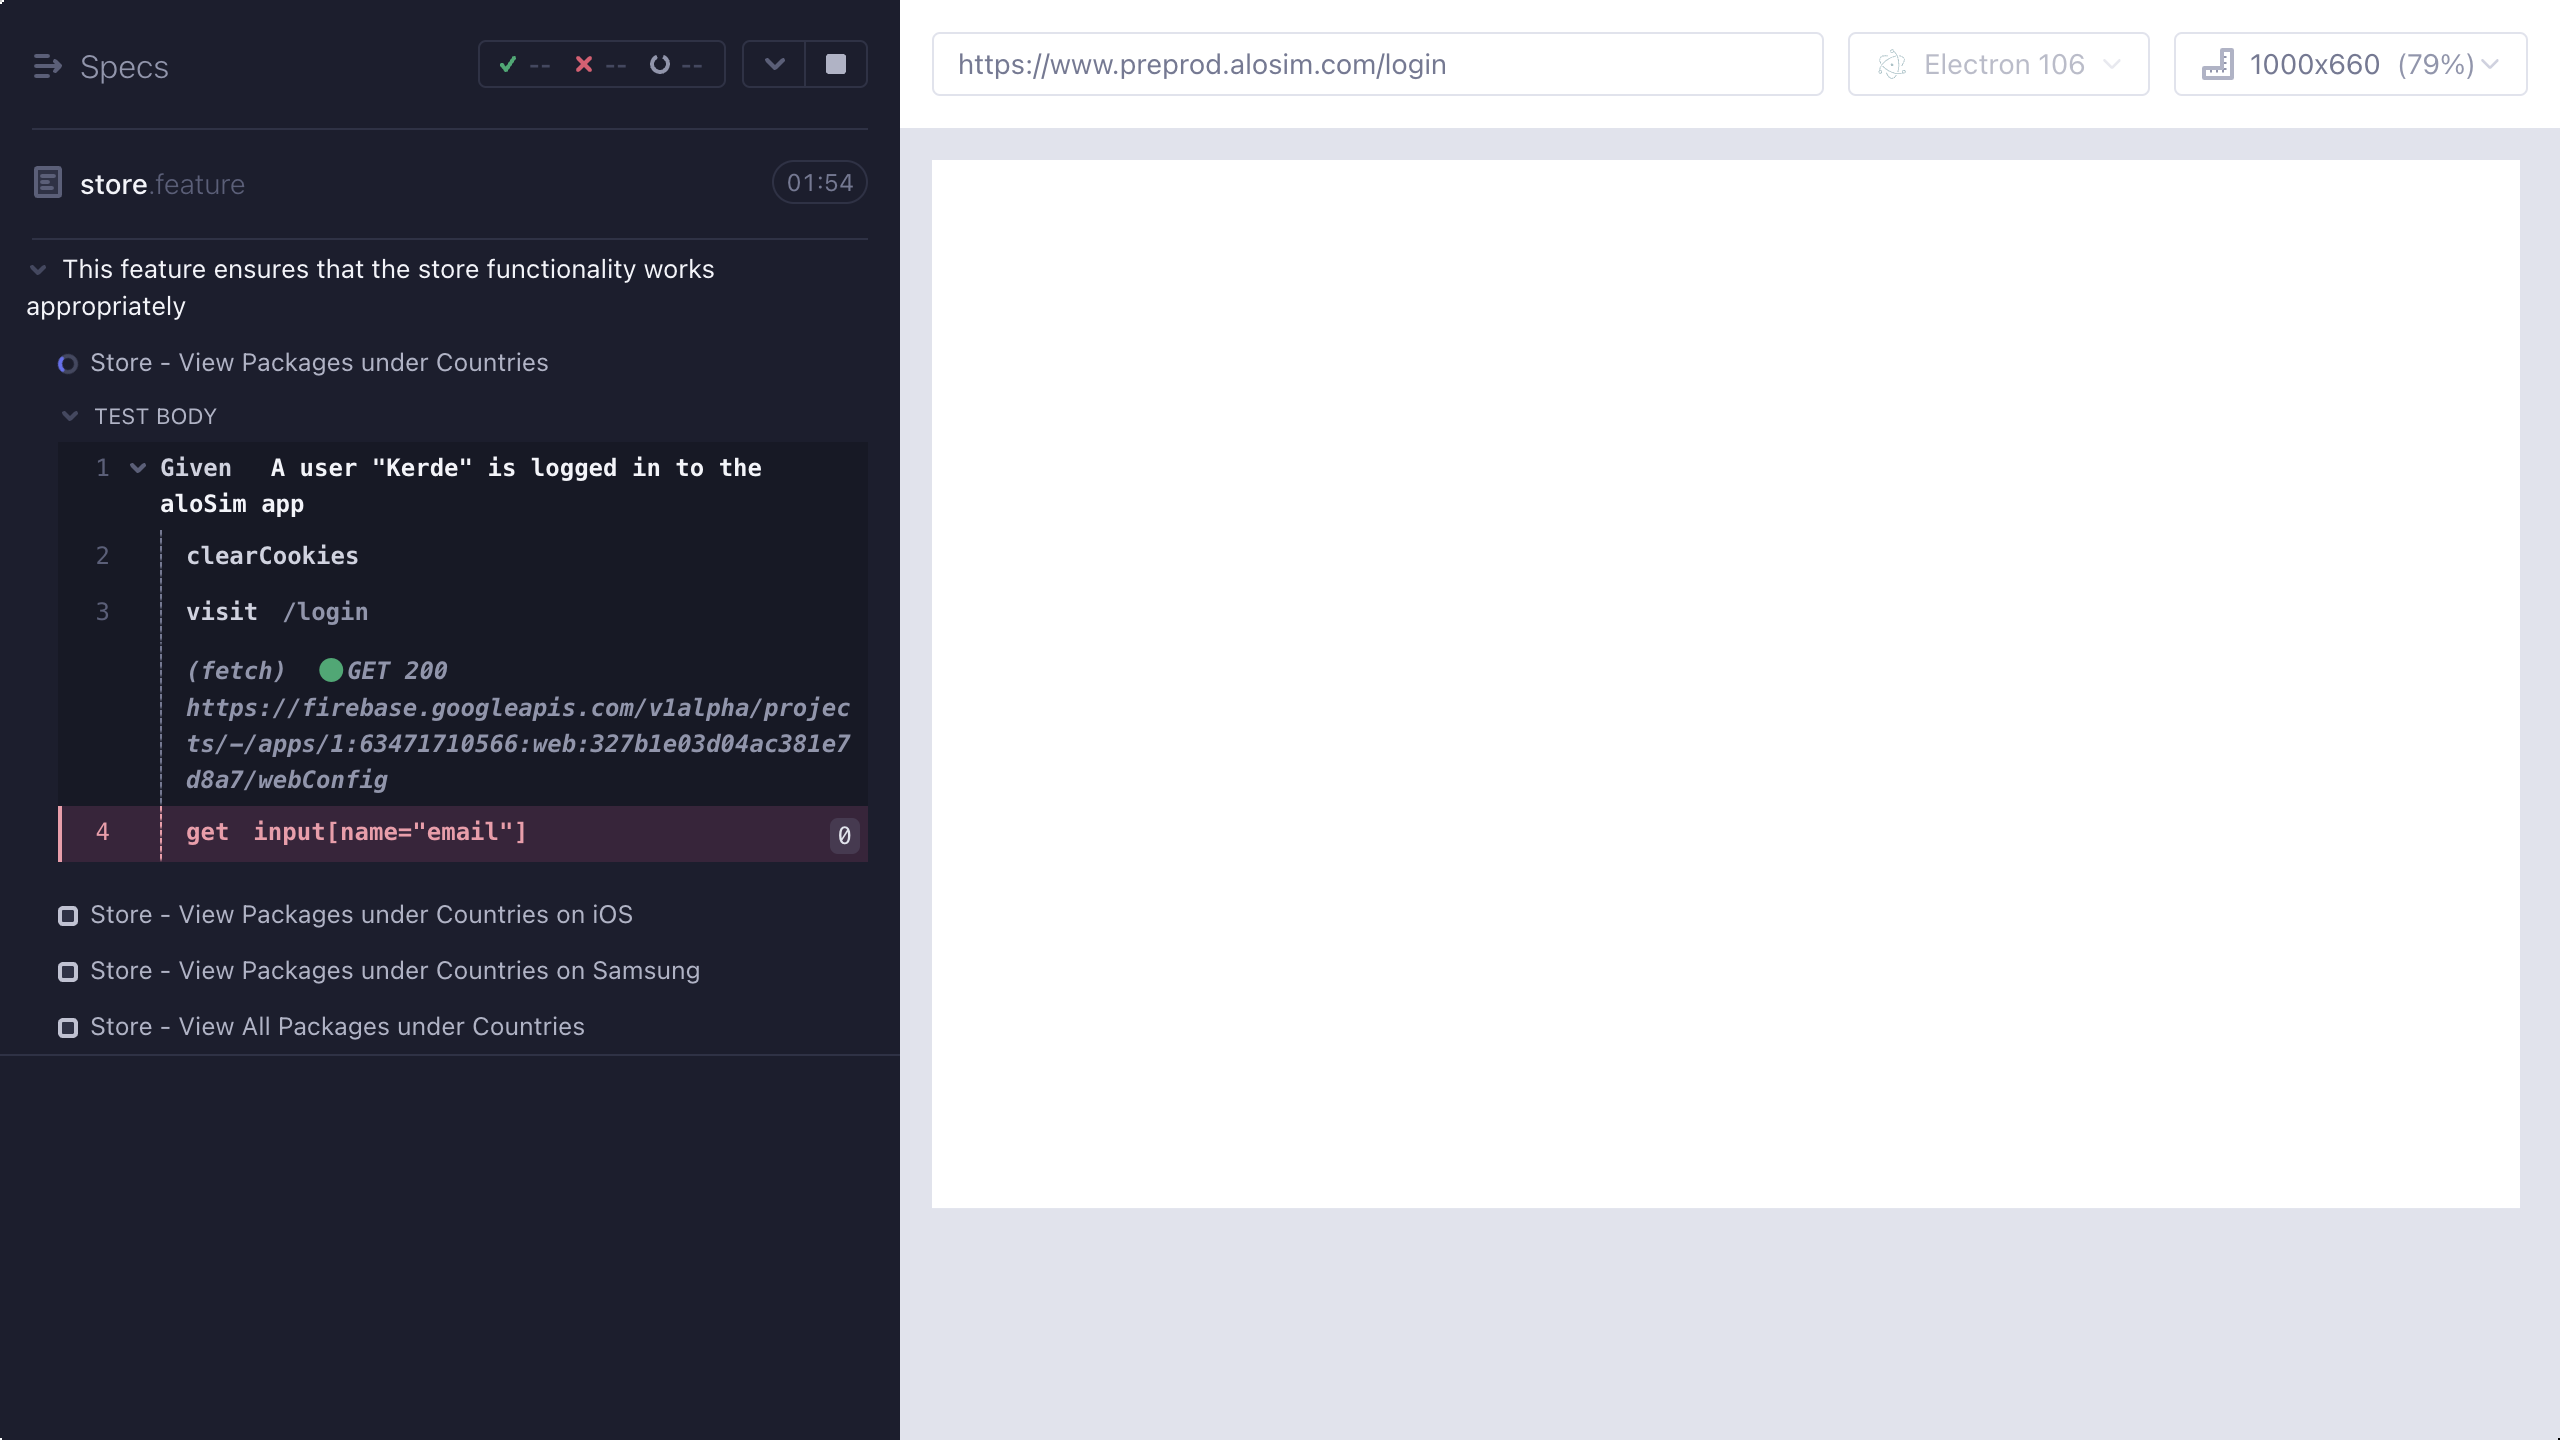 Specs
-- -- --
https://www.preprod.alosim.com/login
Electron 106
1000x660 (79%)
store.feature
01:54
This feature ensures that the store functionality works
appropriately
Store - View Packages under Countries
TEST BODY
1 Given A user "Kerde" is logged in to the
aloSim app
2 clearCookies
3 visit /login
(fetch) GET 200
https://firebase.googleapis.com/v1alpha/projec
ts/-/apps/1:63471710566:web:327b1e03d04ac381e7
d8a7/webConfig
4 get input[name="email"] 0
Store - View Packages under Countries on iOS
Store - View Packages under Countries on Samsung
Store - View All Packages under Countries